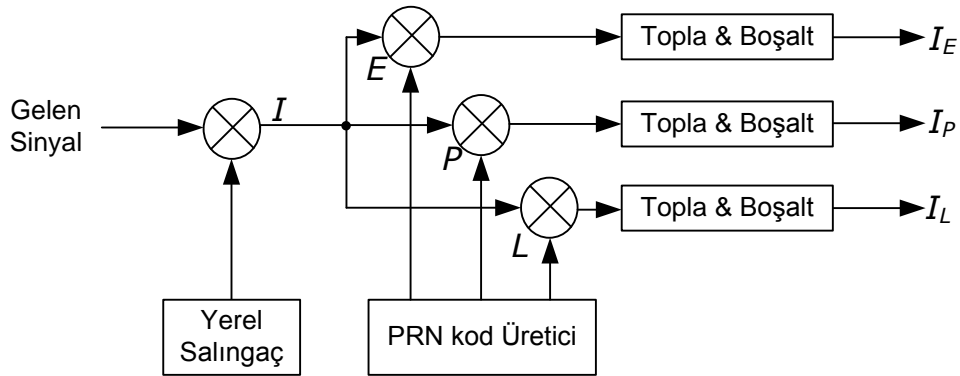 Topla & Boşalt
I_E
E
Gelen
Sinyal
I
Topla & Boşalt
I_P
P
Topla & Boşalt
I_L
L
Yerel
Salıngaç
PRN kod Üretici